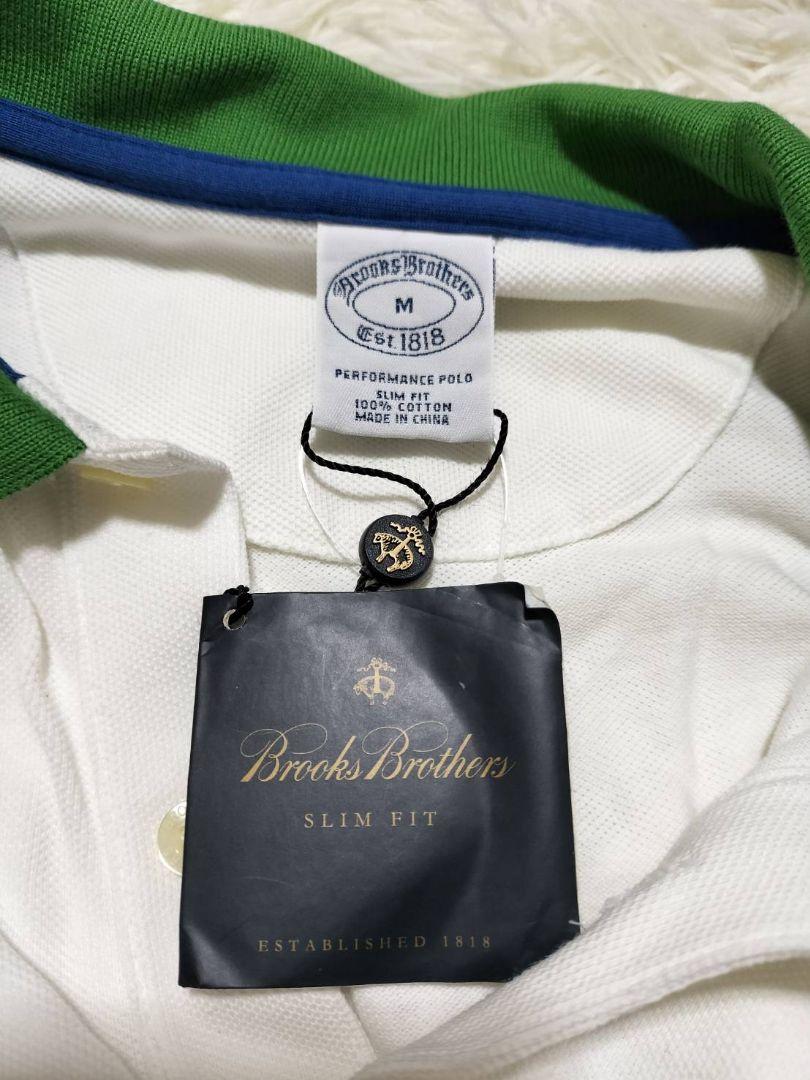 Brooks Brothers
M
Est. 1818
PERFORMANCE POLO
SLIM FIT
100% COTTON
MADE IN CHINA
Brooks Brothers
SLIM FIT
ESTABLISHED 1818